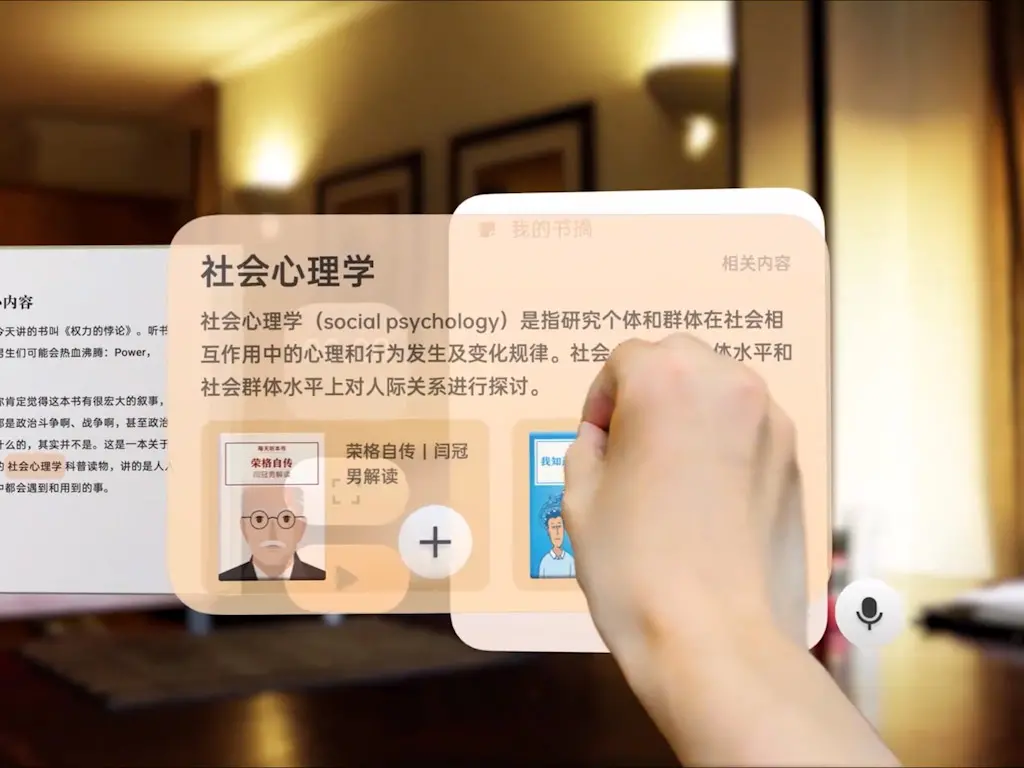 我的书摘
社会心理学
相关内容
社会心理学（social psychology）是指研究个体和群体在社会相
互作用中的心理和行为发生及变化规律。社会 体水平和
社会群体水平上对人际关系进行探讨。
每天听本书
荣格自传
闫冠男解读
荣格自传丨闫冠
男解读
我知
内容
今天讲的书叫《权力的悖论》。听书
男生们可能会热血沸腾：Power，
你肯定觉得这本书有很宏大的叙事，
都是政治斗争啊、战争啊，甚至政治
什么的，其实并不是。这是一本关于
的 社会心理学 科普读物，讲的是人
中都会遇到和用到的事。